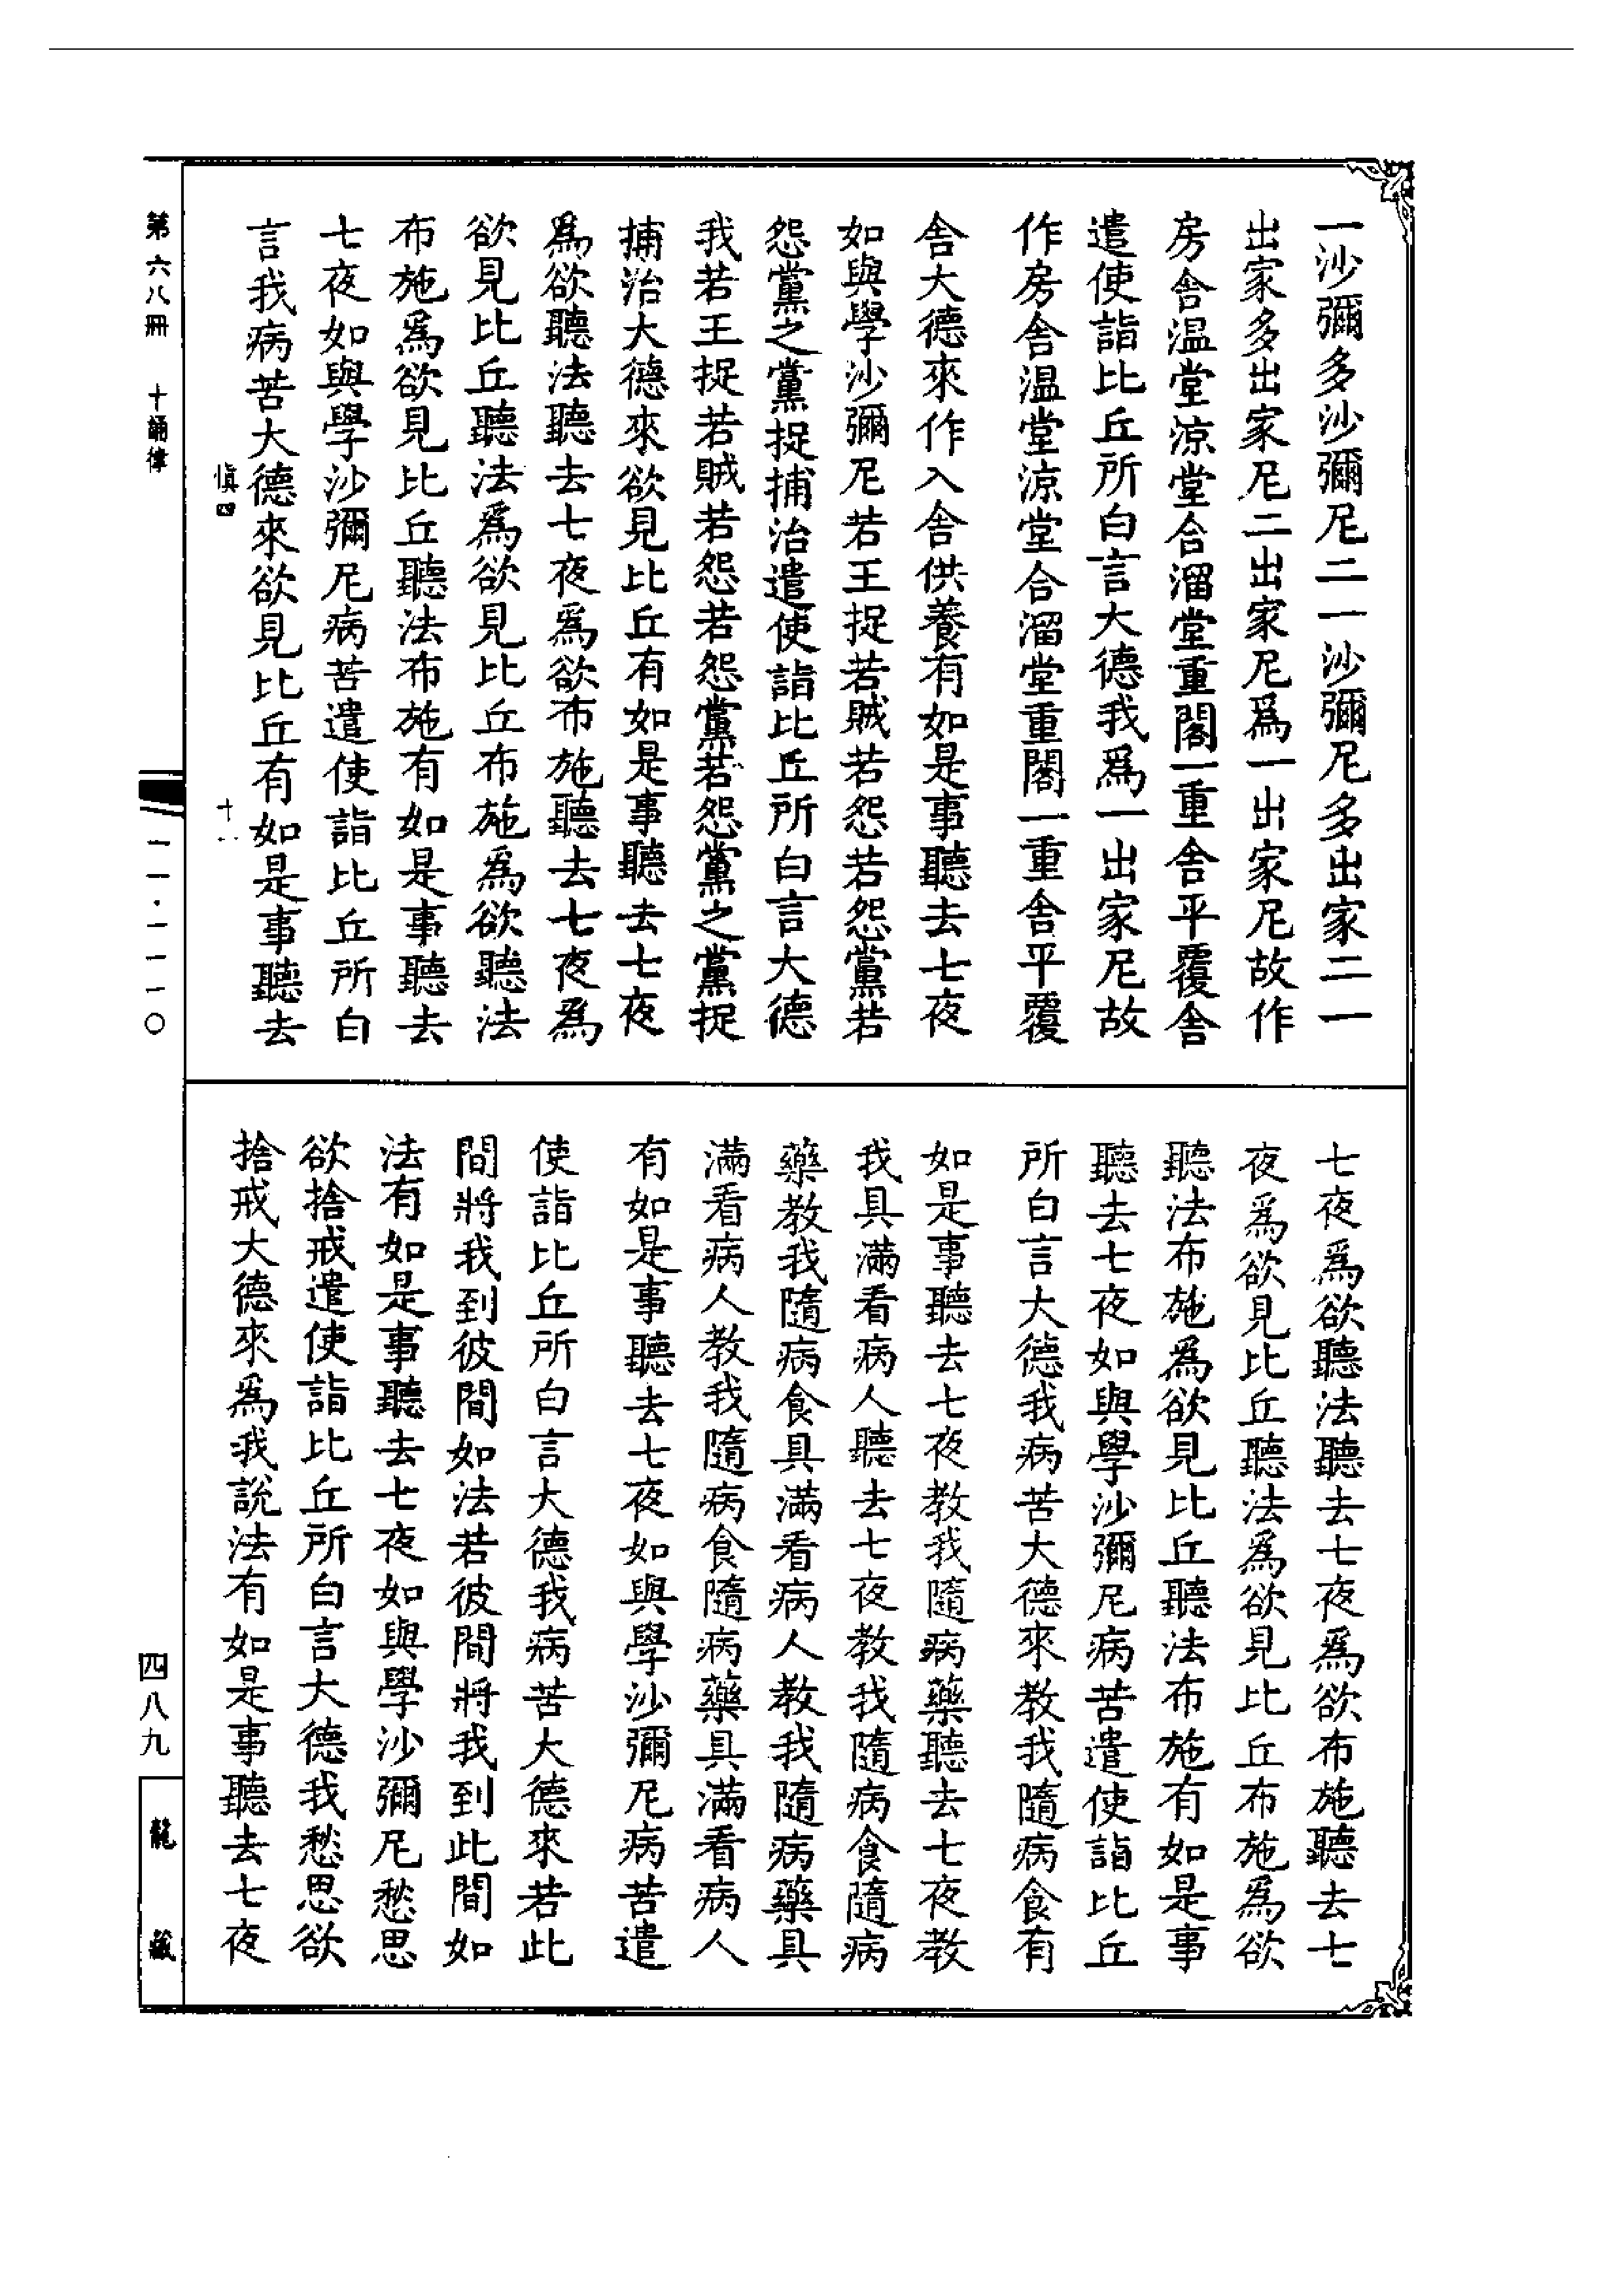 一沙彌多沙彌尼二一沙彌尼多出家二一
出家多出家尼二出家尼爲一出家尼故作
房舍温堂涼堂合溜堂重閣一重舍平覆舍
遣使詣比丘所白言大德我爲一出家尼故
作房舍温堂涼堂合溜堂重閣一重舍平覆
舍大德來作入舍供養有如是事聽去七夜
如與學沙彌尼若王捉若賊若怨若怨黨若
怨黨之黨捉捕治遣使詣比丘所白言大德
我若王捉若賊若怨若怨黨若怨黨之黨捉
捕治大德來欲見比丘有如是事聽去七夜
爲欲聽法聽去七夜爲欲布施聽去七夜爲
欲見比丘聽法爲欲見比丘布施爲欲聽法
布施爲欲見比丘聽法布施有如是事聽去
七夜如與學沙彌尼病苦遣使詣比丘所白
言我病苦大德來欲見比丘有如是事聽去
慎四
七夜爲欲聽法聽去七夜爲欲布施聽去七
夜爲欲見比丘聽法爲欲見比丘布施爲欲
聽法布施爲欲見比丘聽法布施有如是事
聽去七夜如與學沙彌尼病苦遣使詣比丘
所白言大德我病苦大德來教我隨病食有
如是事聽去七夜教我隨病藥聽去七夜教
我具滿看病人聽去七夜教我隨病食隨病
藥教我隨病食具滿看病人教我隨病藥具
滿看病人教我隨病食隨病藥具滿看病人
有如是事聽去七夜如與學沙彌尼病苦遣
使詣比丘所白言大德我病苦大德來若此
間將我到彼間如法若彼間將我到此間如
法有如是事聽去七夜如與學沙彌尼愁思
欲捨戒遣使詣比丘所白言大德我愁思欲
捨戒大德來爲我說法有如是事聽去七夜
第六八冊 十誦律
一一·一一一〇
四八九
龍藏